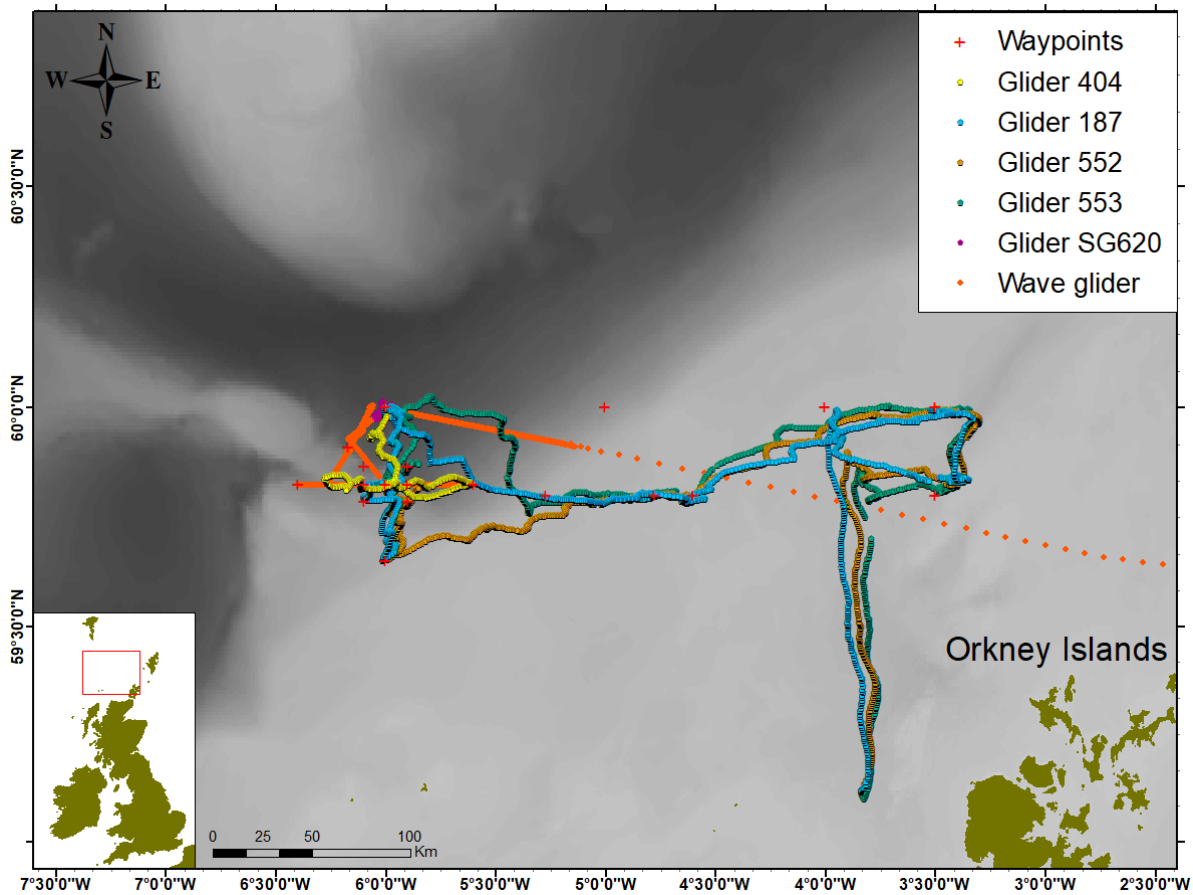 N
W E
S
Waypoints
Glider 404
Glider 187
Glider 552
Glider 553
Glider SG620
Wave glider
60°30'0"N
60°0'0"N
59°30'0"N
Orkney Islands
0 25 50 100
Km
7°30'0"W 7°0'0"W 6°30'0"W 6°0'0"W 5°30'0"W 5°0'0"W 4°30'0"W 4°0'0"W 3°30'0"W 3°0'0"W 2°30'0"W